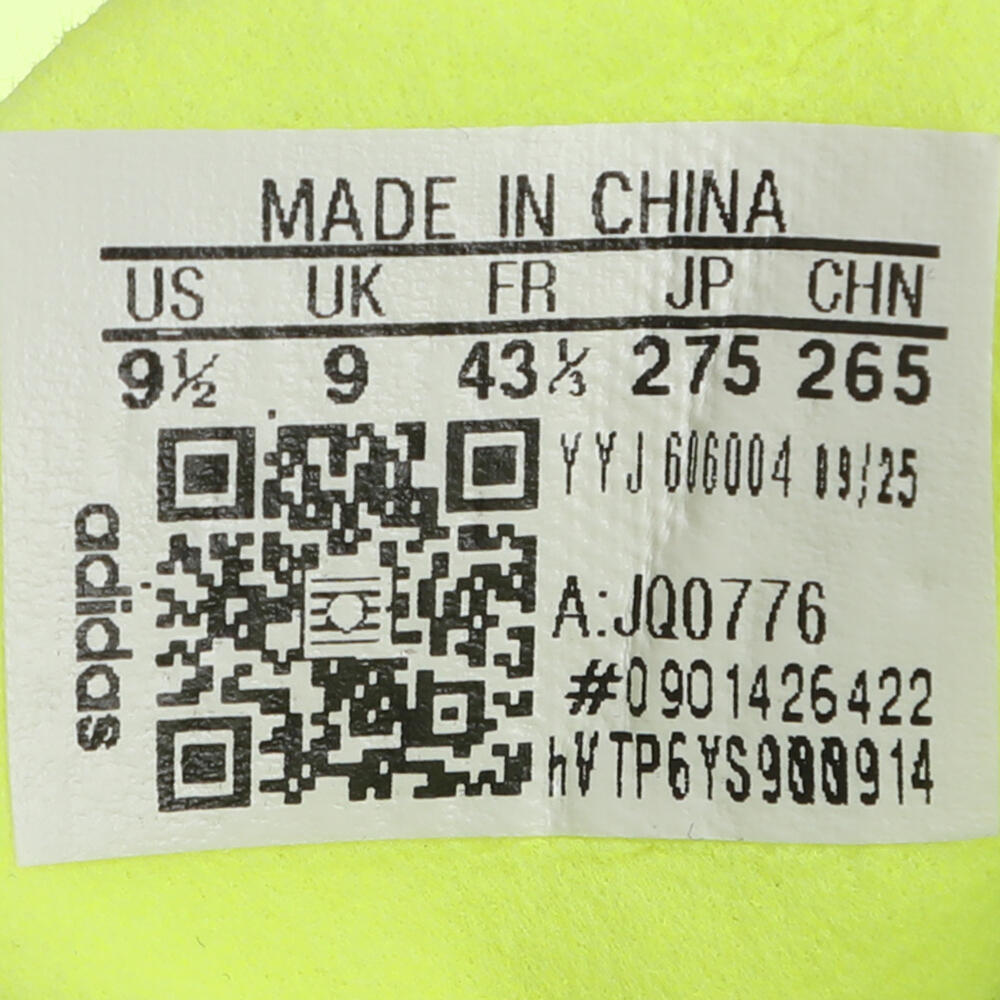 MADE IN CHINA
US UK FR JP CHN
9½ 9 43⅓ 275 265
YYJ 606004 09/25
adidas
A:JQ0776
#0901426422